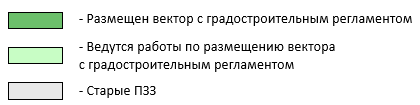 - Размещен вектор с градостроительным регламентом
- Ведутся работы по размещению вектора
с градостроительным регламентом
- Старые ПЗЗ